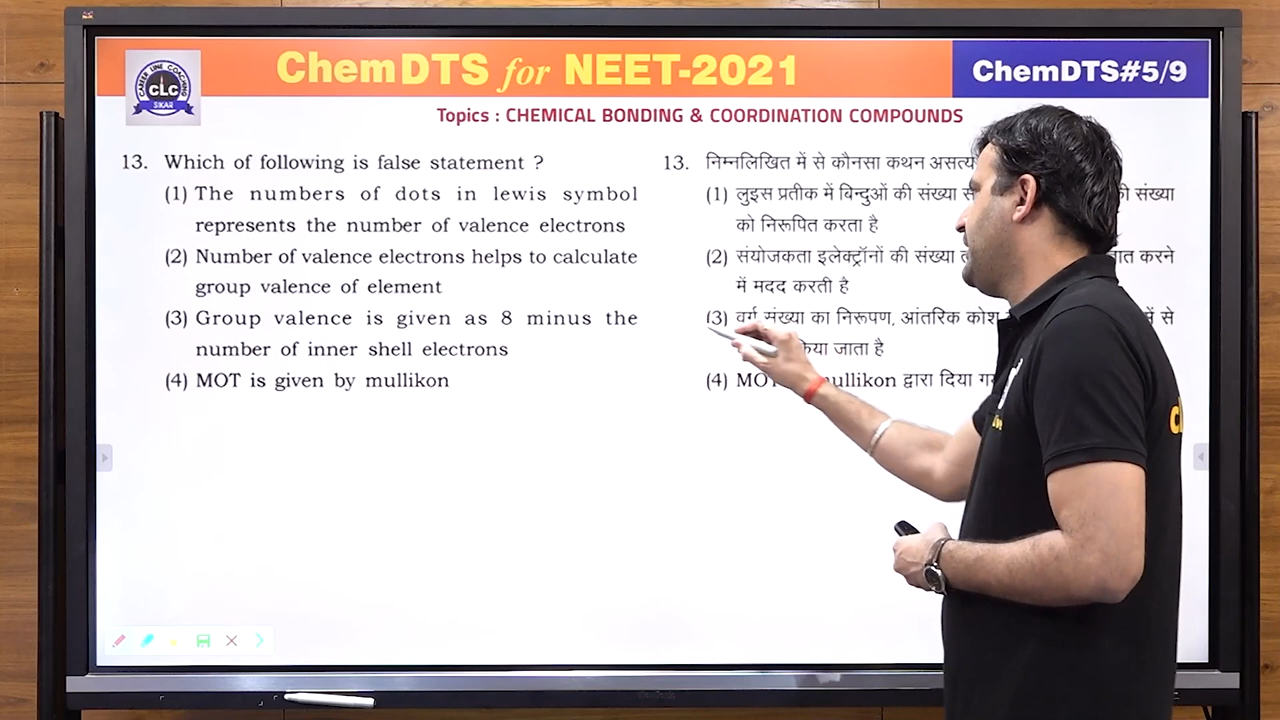 ChemDTS for NEET-2021
ChemDTS#5/9
CAREER LINE COACHING
CLC
SIKAR
Topics : CHEMICAL BONDING & COORDINATION COMPOUNDS
13. Which of following is false statement ?
(1) The numbers of dots in lewis symbol
represents the number of valence electrons
(2) Number of valence electrons helps to calculate
group valence of element
(3) Group valence is given as 8 minus the
number of inner shell electrons
(4) MOT is given by mullikon
13. निम्नलिखित में से कौनसा कथन असत्य
(1) लुइस प्रतीक में विन्दुओं की संख्या की संख्या
को निरूपित करता है
(2) संयोजकता इलेक्ट्रॉनों की संख्या करने
में मदद करती है
(3) वर्ग संख्या का निरूपण, आंतरिक कोश से
जाता है
(4) mullikon द्वारा दिया